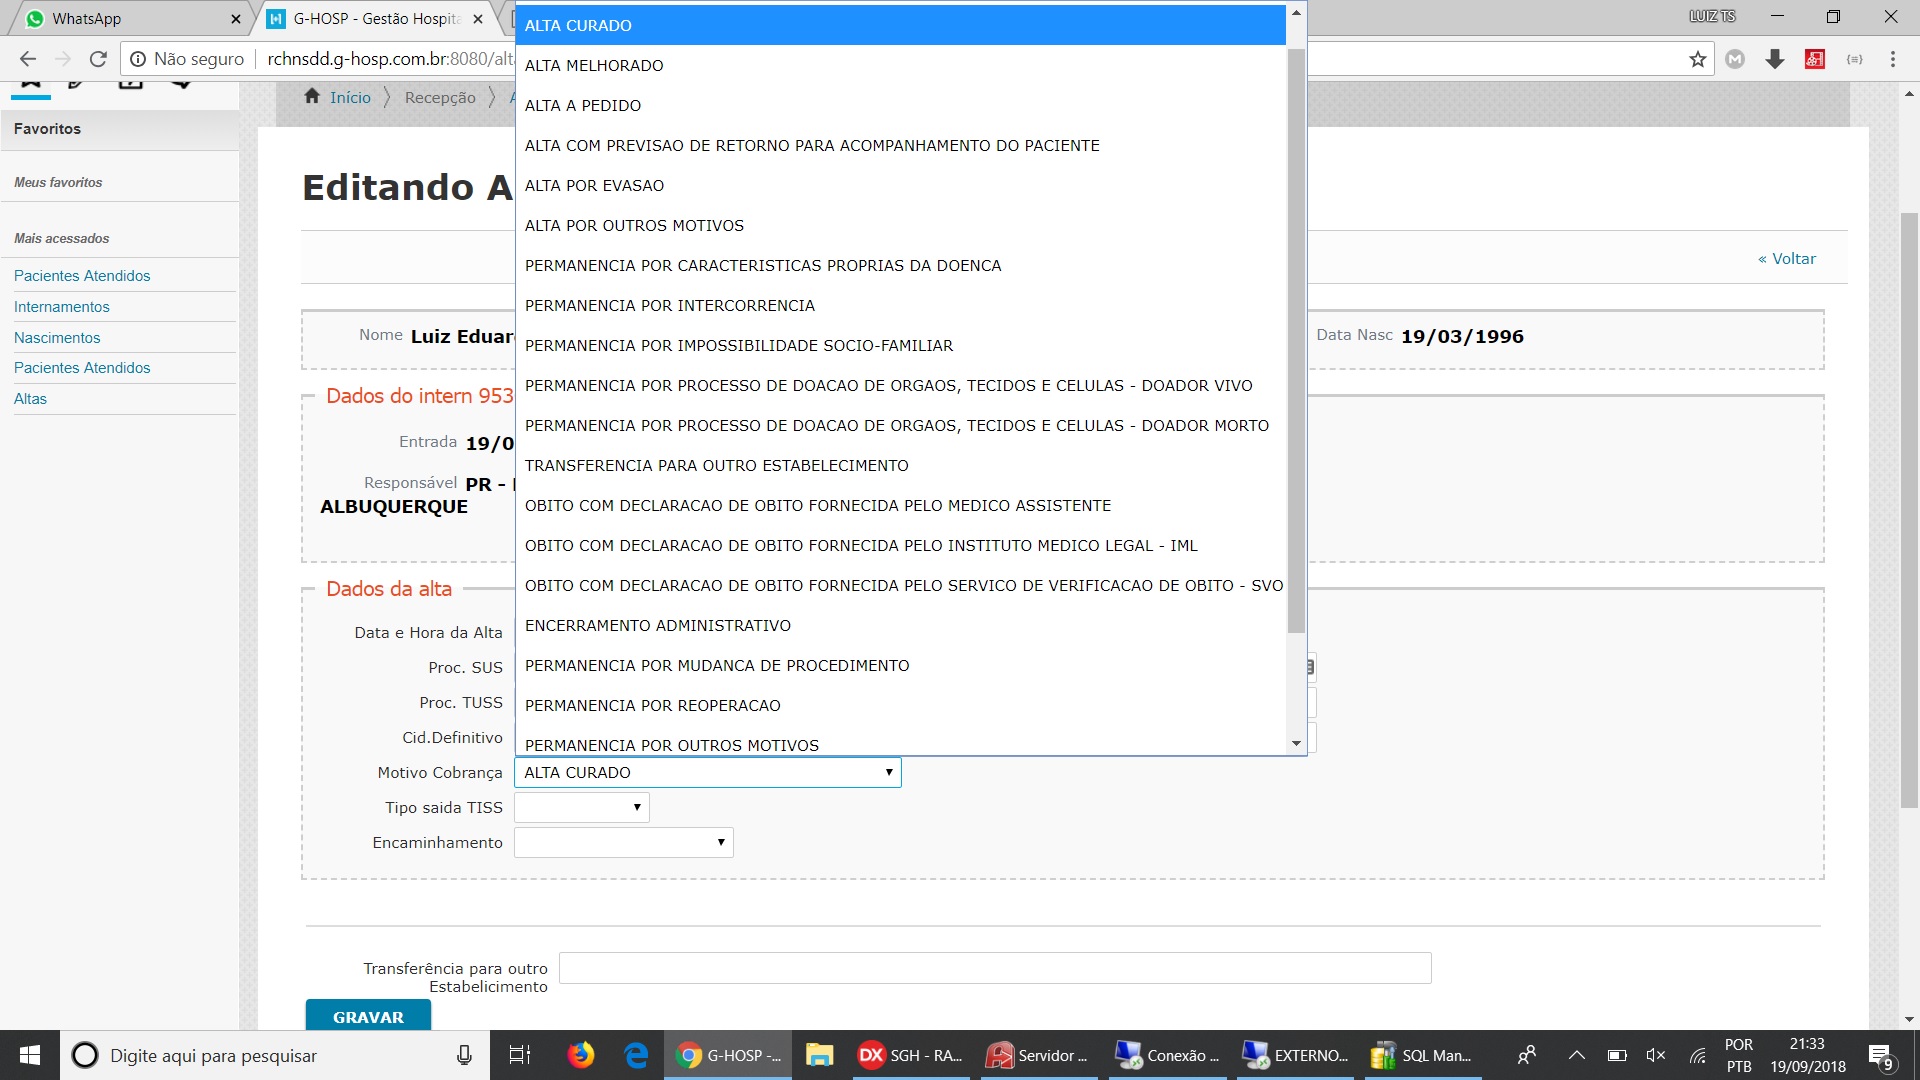 WhatsApp
G-HOSP - Gestão Hospita
LUIZ TS
Não seguro
rchnsdd.g-hosp.com.br:8080/alt
Favoritos
Meus favoritos
Mais acessados
Pacientes Atendidos
Internamentos
Nascimentos
Pacientes Atendidos
Altas
Início
Recepção
Editando A
« Voltar
Nome Luiz Eduar
Data Nasc 19/03/1996
Dados do intern 953
Entrada 19/0
Responsável PR -
ALBUQUERQUE
ALTA CURADO
ALTA MELHORADO
ALTA A PEDIDO
ALTA COM PREVISAO DE RETORNO PARA ACOMPANHAMENTO DO PACIENTE
ALTA POR EVASAO
ALTA POR OUTROS MOTIVOS
PERMANENCIA POR CARACTERISTICAS PROPRIAS DA DOENCA
PERMANENCIA POR INTERCORRENCIA
PERMANENCIA POR IMPOSSIBILIDADE SOCIO-FAMILIAR
PERMANENCIA POR PROCESSO DE DOACAO DE ORGAOS, TECIDOS E CELULAS - DOADOR VIVO
PERMANENCIA POR PROCESSO DE DOACAO DE ORGAOS, TECIDOS E CELULAS - DOADOR MORTO
TRANSFERENCIA PARA OUTRO ESTABELECIMENTO
OBITO COM DECLARACAO DE OBITO FORNECIDA PELO MEDICO ASSISTENTE
OBITO COM DECLARACAO DE OBITO FORNECIDA PELO INSTITUTO MEDICO LEGAL - IML
OBITO COM DECLARACAO DE OBITO FORNECIDA PELO SERVICO DE VERIFICACAO DE OBITO - SVO
ENCERRAMENTO ADMINISTRATIVO
PERMANENCIA POR MUDANCA DE PROCEDIMENTO
PERMANENCIA POR REOPERACAO
PERMANENCIA POR OUTROS MOTIVOS
Dados da alta
Data e Hora da Alta
Proc. SUS
Proc. TUSS
Cid.Definitivo
Motivo Cobrança ALTA CURADO
Tipo saida TISS
Encaminhamento
Transferência para outro
Estabelicimento
GRAVAR
Digite aqui para pesquisar
G-HOSP -...
DX SGH - RA...
Servidor ...
Conexão ...
EXTERNO...
SQL Man...
POR
PTB
21:33
19/09/2018
9